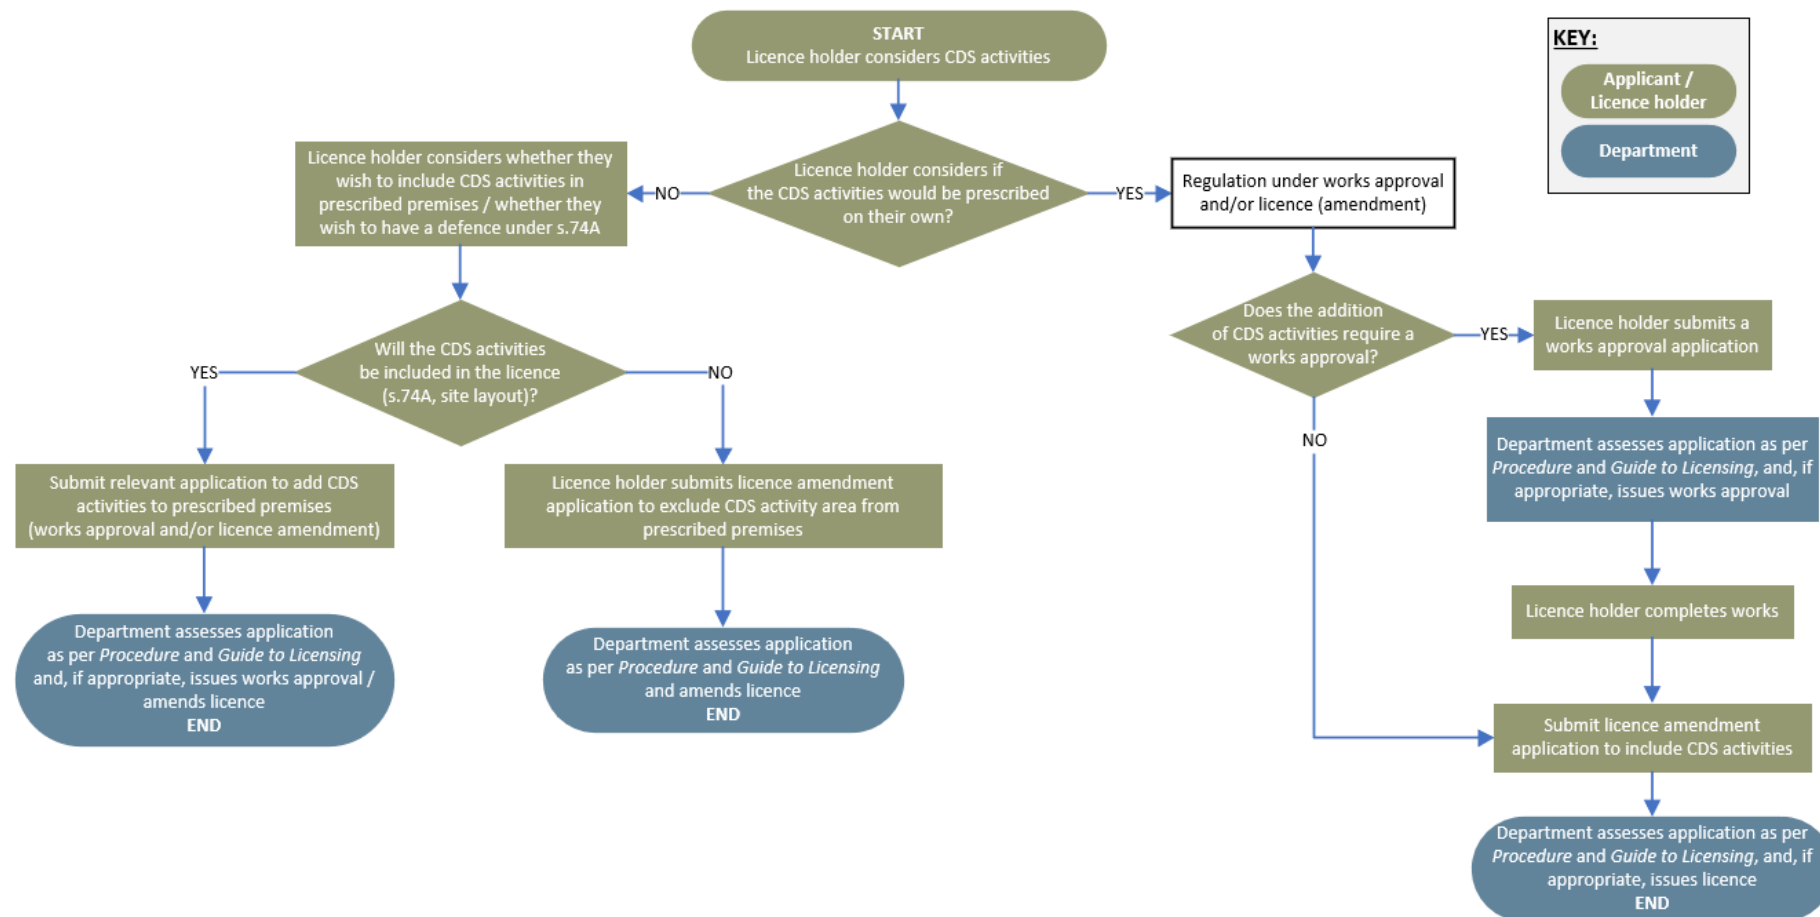 START
Licence holder considers CDS activities
KEY:
Applicant /
Licence holder
Department
Licence holder considers if
the CDS activities would be prescribed
on their own?
NO
YES
Licence holder considers whether they
wish to include CDS activities in
prescribed premises / whether they
wish to have a defence under s.74A
Regulation under works approval
and/or licence (amendment)
Will the CDS activities
be included in the licence
(s.74A, site layout)?
YES
NO
Does the addition
of CDS activities require a
works approval?
YES
NO
Licence holder submits a
works approval application
Submit relevant application to add CDS
activities to prescribed premises
(works approval and/or licence amendment)
Licence holder submits licence amendment
application to exclude CDS activity area from
prescribed premises
Department assesses application as per
Procedure and Guide to Licensing, and, if
appropriate, issues works approval
Department assesses application
as per Procedure and Guide to Licensing
and, if appropriate, issues works approval /
amends licence
END
Department assesses application
as per Procedure and Guide to Licensing
and amends licence
END
Licence holder completes works
Submit licence amendment
application to include CDS activities
Department assesses application as per
Procedure and Guide to Licensing, and, if
appropriate, issues licence
END